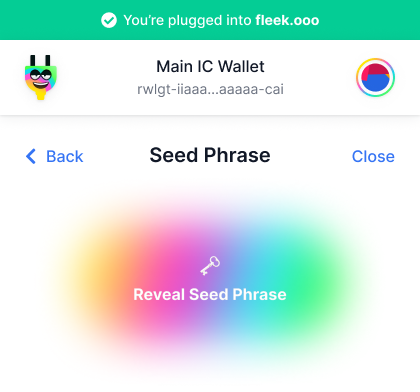 You're plugged into fleek.ooo
Main IC Wallet
rwlgt-iiaaa...aaaaa-cai
Back
Seed Phrase
Close
Reveal Seed Phrase